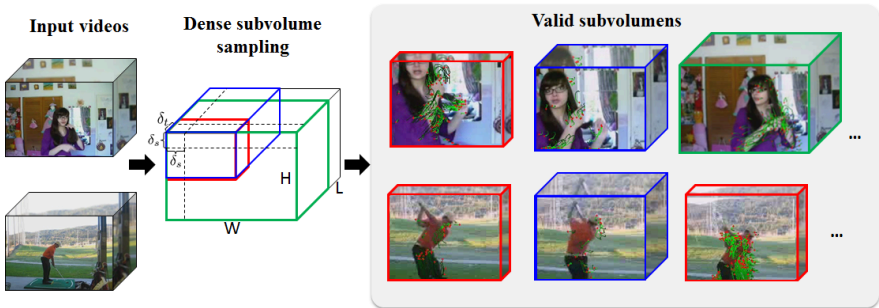 Input videos
Dense subvolume
sampling
Valid subvolumens
δt
δs
δs
H
L
W
...
...